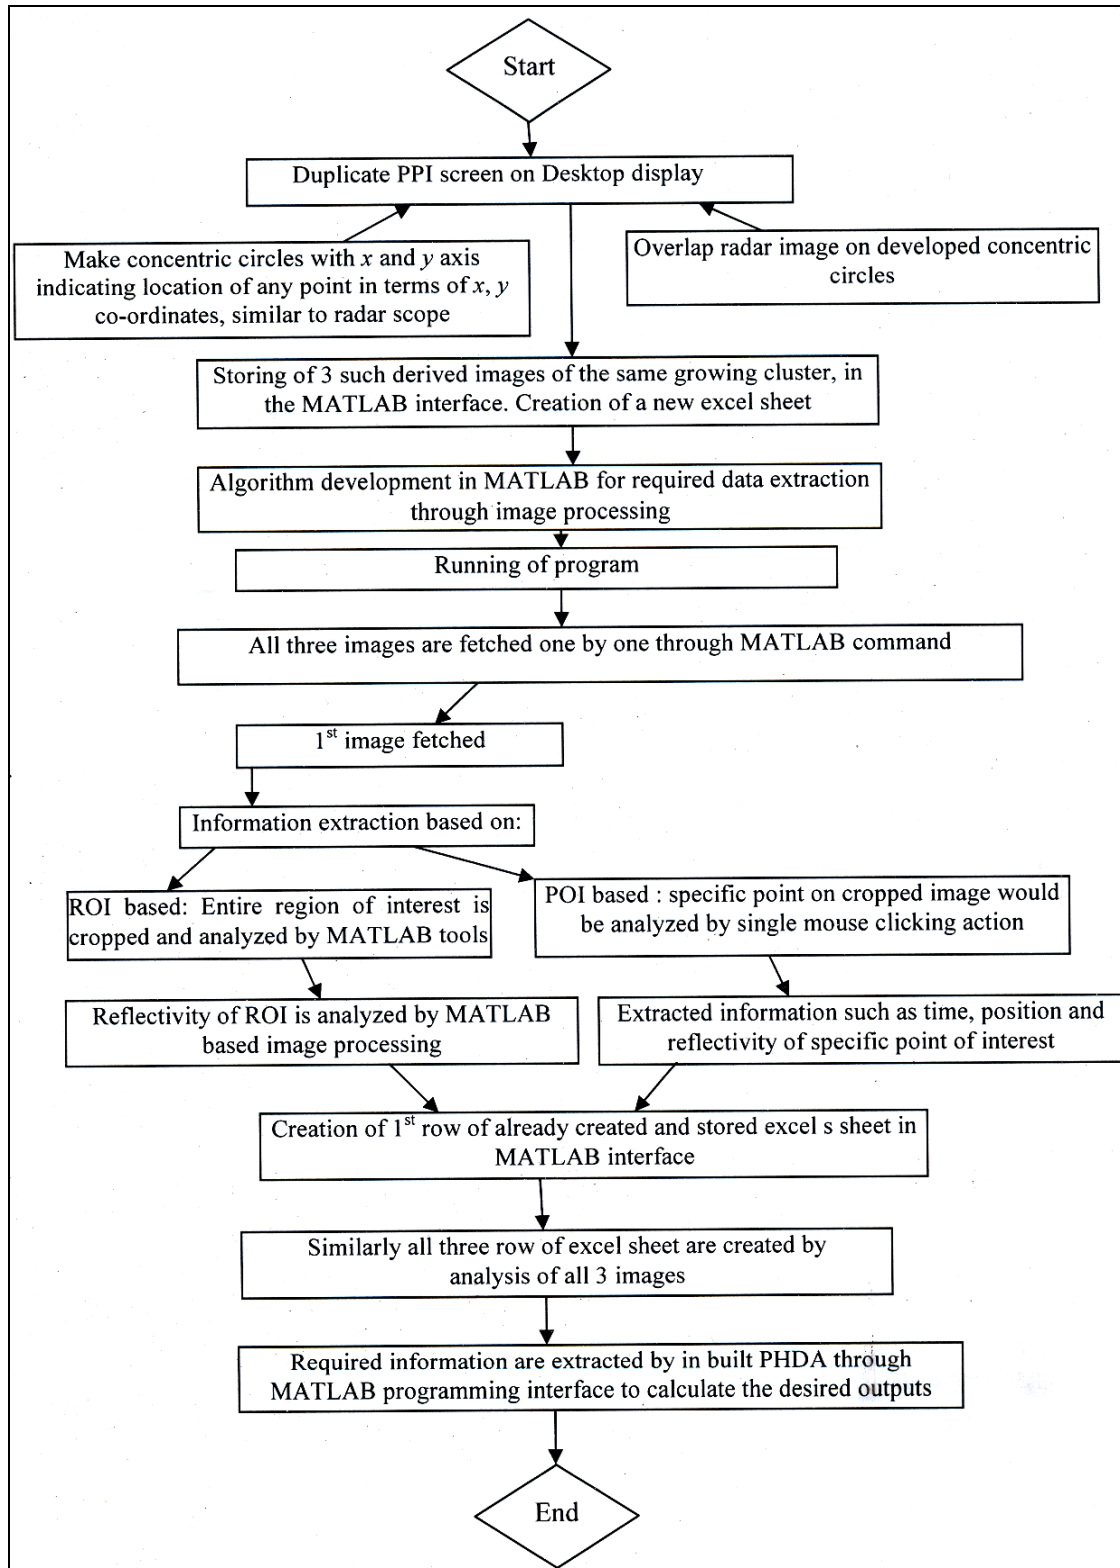 Start
Duplicate PPI screen on Desktop display
Make concentric circles with x and y axis
indicating location of any point in terms of x, y
co-ordinates, similar to radar scope
Overlap radar image on developed concentric
circles
Storing of 3 such derived images of the same growing cluster, in
the MATLAB interface. Creation of a new excel sheet
Algorithm development in MATLAB for required data extraction
through image processing
Running of program
All three images are fetched one by one through MATLAB command
1st image fetched
Information extraction based on:
ROI based: Entire region of interest is
cropped and analyzed by MATLAB tools
POI based : specific point on cropped image would
be analyzed by single mouse clicking action
Reflectivity of ROI is analyzed by MATLAB
based image processing
Extracted information such as time, position and
reflectivity of specific point of interest
Creation of 1st row of already created and stored excel s sheet in
MATLAB interface
Similarly all three row of excel sheet are created by
analysis of all 3 images
Required information are extracted by in built PHDA through
MATLAB programming interface to calculate the desired outputs
End